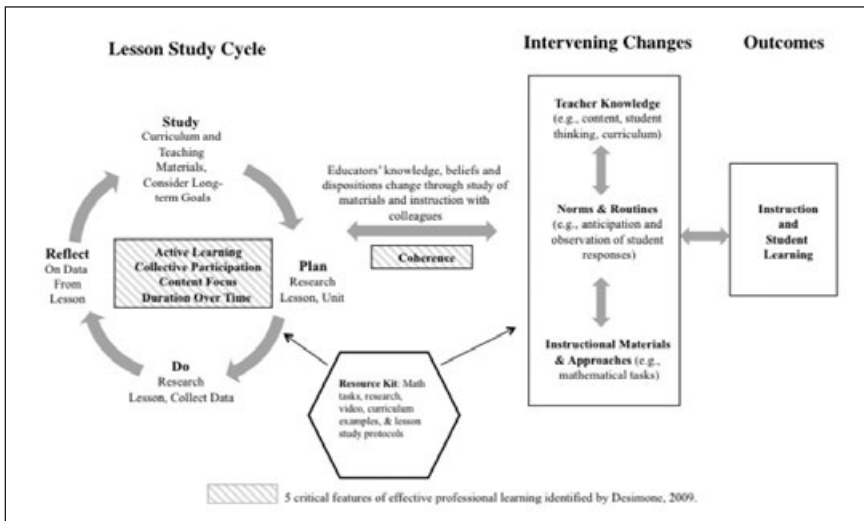 Lesson Study Cycle
Intervening Changes
Outcomes
Study
Curriculum and
Teaching
Materials,
Consider Long-
term Goals
Reflect
On Data
From
Lesson
Active Learning
Collective Participation
Content Focus
Duration Over Time
Plan
Research
Lesson, Unit
Do
Research
Lesson, Collect Data
Educators' knowledge, beliefs and
dispositions change through study of
materials and instruction with
colleagues
Coherence
Resource Kit: Math
tasks, research,
video, curriculum
examples, & lesson
study protocols
Teacher Knowledge
(e.g., content, student
thinking, curriculum)
Norms & Routines
(e.g., anticipation and
observation of student
responses)
Instructional Materials
& Approaches (e.g.,
mathematical tasks)
Instruction
and
Student
Learning
5 critical features of effective professional learning identified by Desimone, 2009.